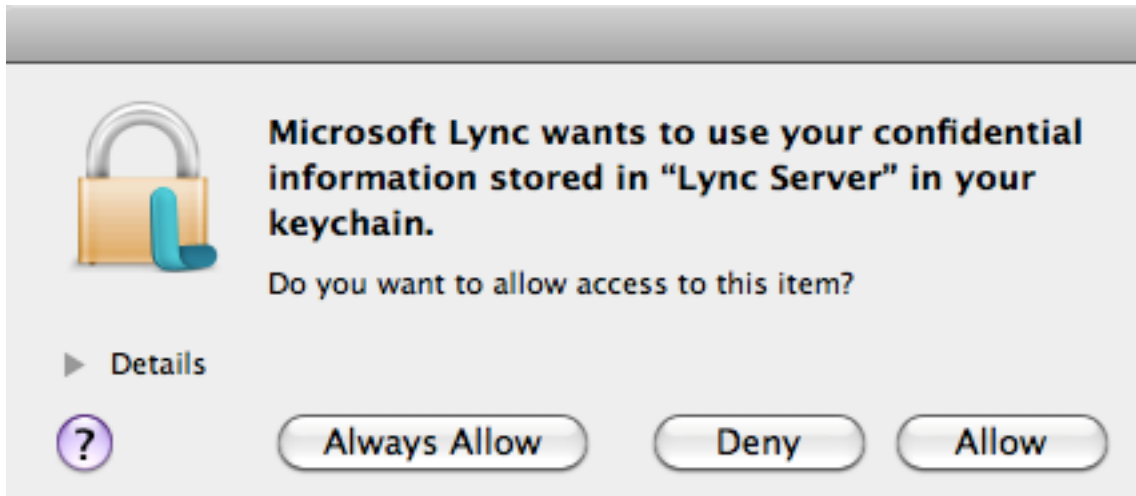 Microsoft Lync wants to use your confidential
information stored in “Lync Server” in your
keychain.
Do you want to allow access to this item?
Details
?
Always Allow
Deny
Allow